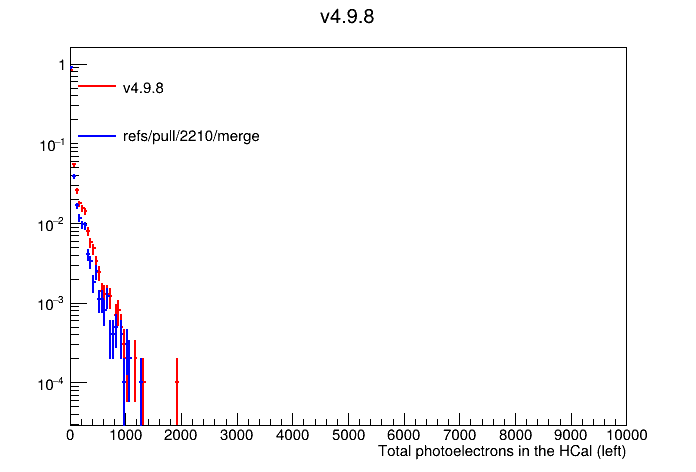 v4.9.8
1
v4.9.8
refs/pull/2210/merge
10⁻¹
10⁻²
10⁻³
10⁻⁴
0 1000 2000 3000 4000 5000 6000 7000 8000 9000 10000
Total photoelectrons in the HCal (left)